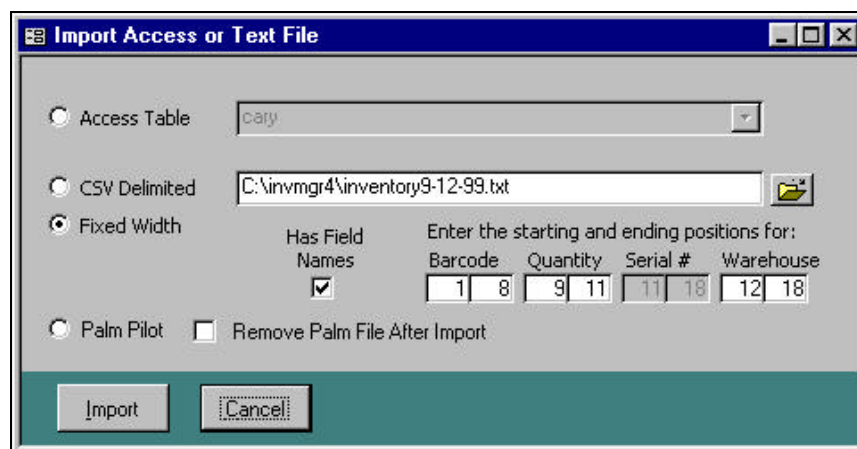 Import Access or Text File
Access Table cary
CSV Delimited C:\invmgr4\inventory9-12-99.txt
Fixed Width
Has Field Names
Enter the starting and ending positions for:
Barcode Quantity Serial # Warehouse
1 8 9 11 11 18 12 18
Palm Pilot Remove Palm File After Import
Import Cancel